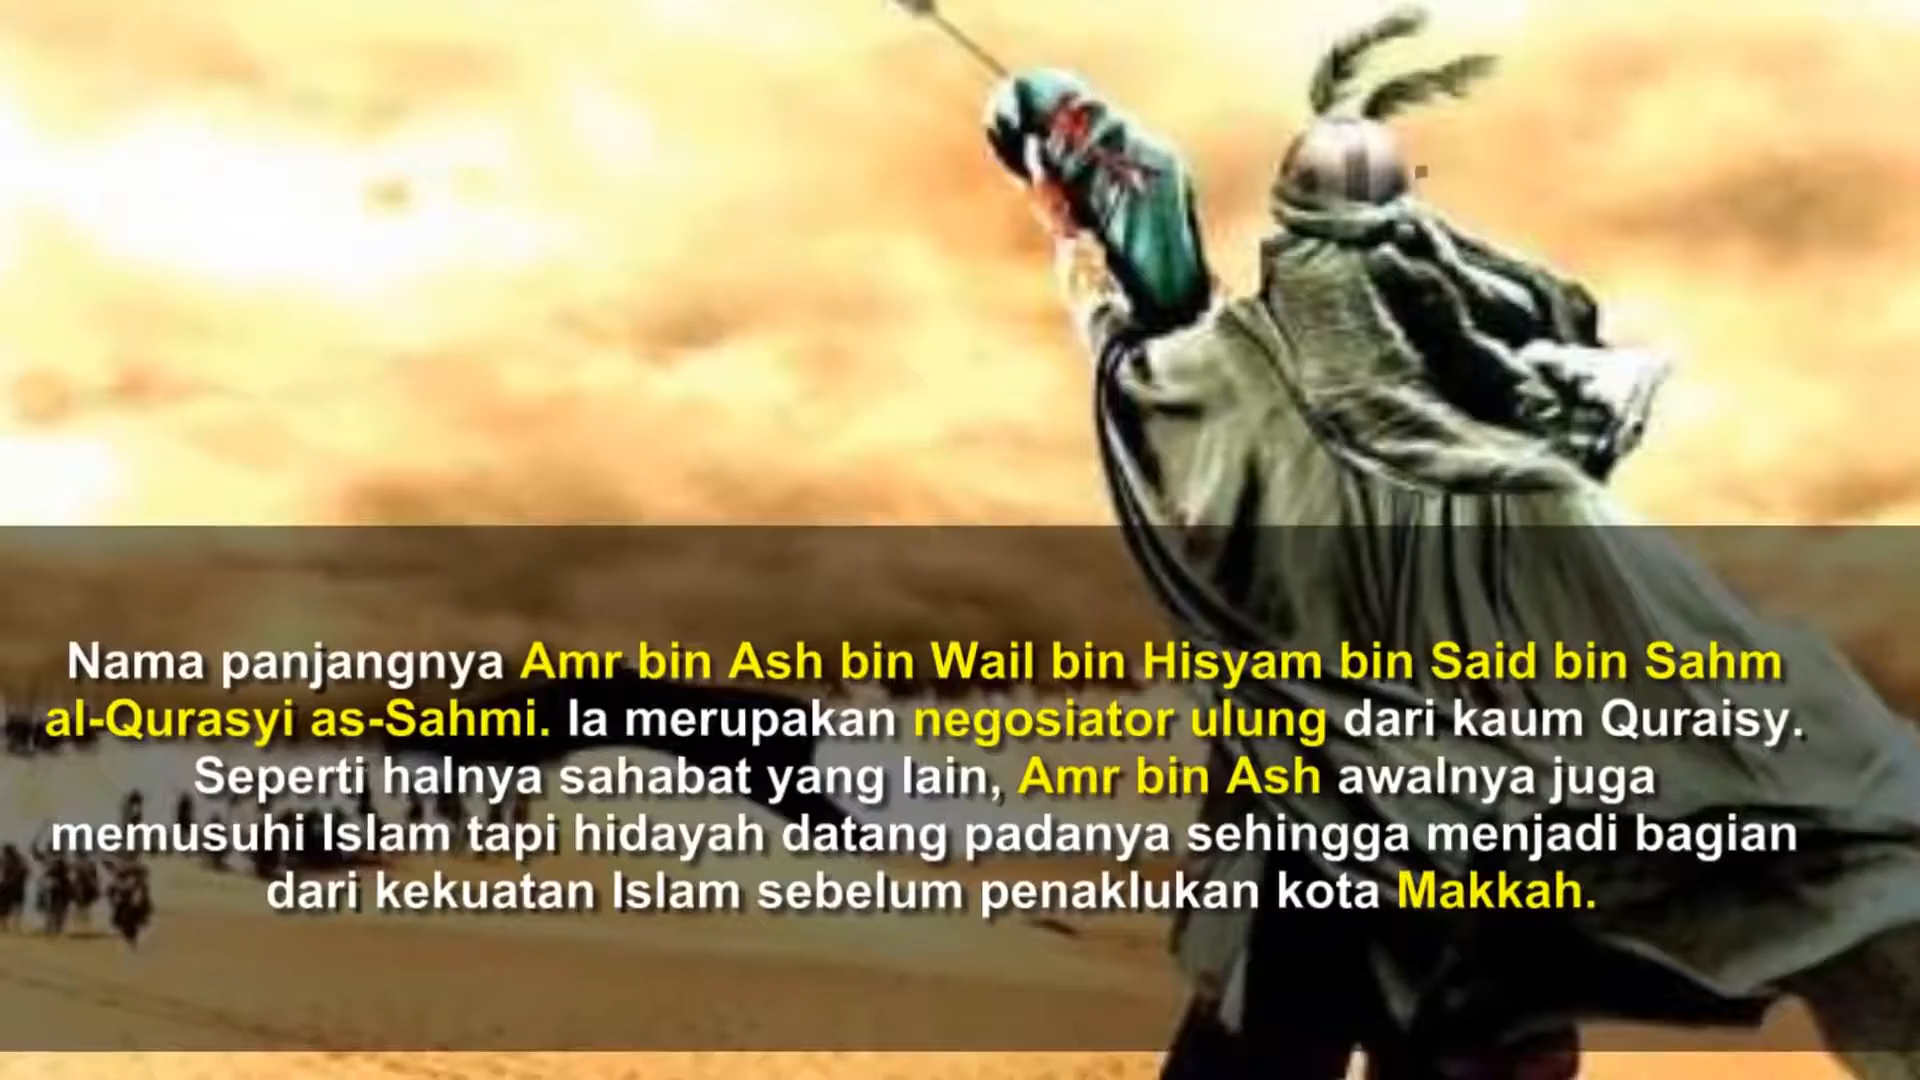 Nama panjangnya Amr bin Ash bin Wail bin Hisyam bin Said bin Sahm
al-Qurasyi as-Sahmi. Ia merupakan negosiator ulung dari kaum Quraisy.
Seperti halnya sahabat yang lain, Amr bin Ash awalnya juga
memusuhi Islam tapi hidayah datang padanya sehingga menjadi bagian
dari kekuatan Islam sebelum penaklukan kota Makkah.